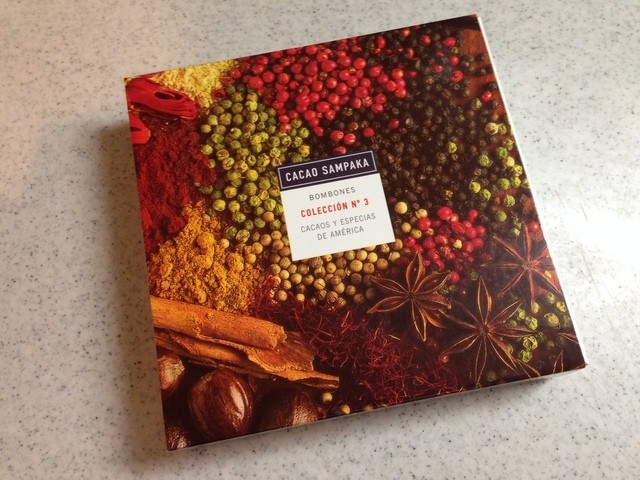 CACAO SAMPAKA
BOMBONES
COLECCIÓN Nº 3
CACAOS Y ESPECIAS
DE AMÉRICA